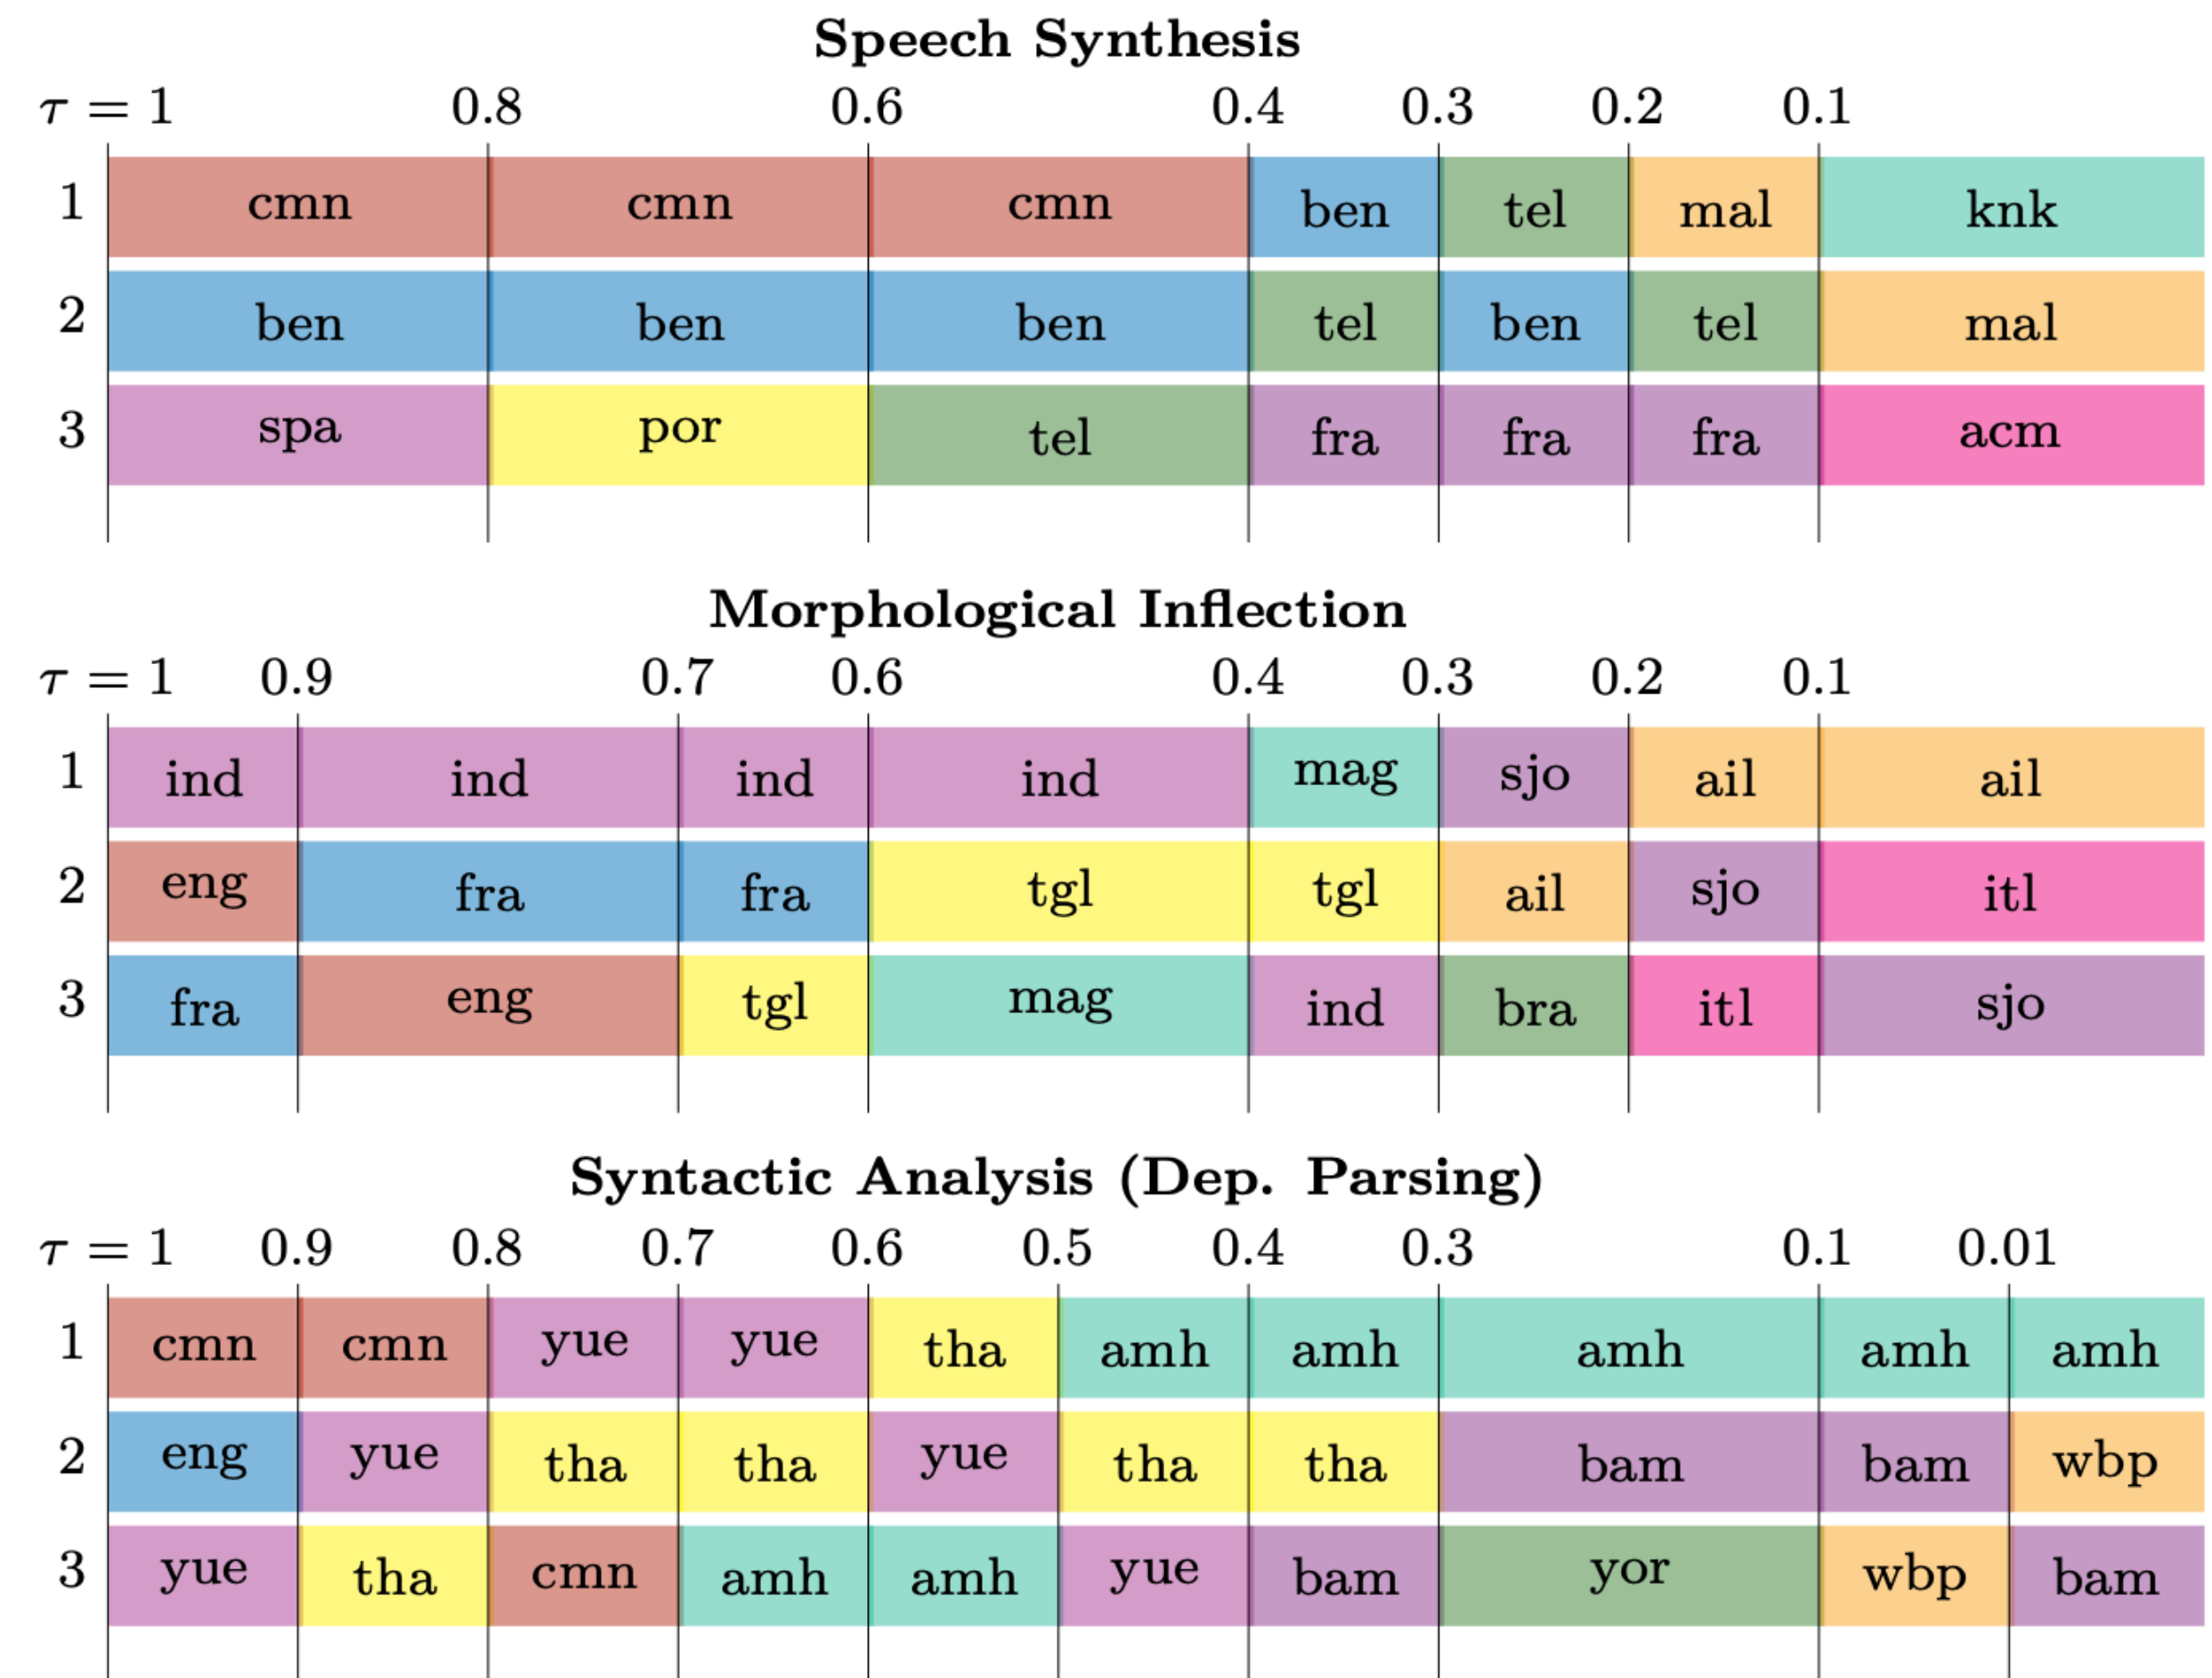 Speech Synthesis
τ = 1 0.8 0.6 0.4 0.3 0.2 0.1
1 cmn cmn cmn ben tel mal knk
2 ben ben ben tel ben tel mal
3 spa por tel fra fra fra acm
Morphological Inflection
τ = 1 0.9 0.7 0.6 0.4 0.3 0.2 0.1
1 ind ind ind ind mag sjo ail ail
2 eng fra fra tgl tgl ail sjo itl
3 fra eng tgl mag ind bra itl sjo
Syntactic Analysis (Dep. Parsing)
τ = 1 0.9 0.8 0.7 0.6 0.5 0.4 0.3 0.1 0.01
1 cmn cmn yue yue tha amh amh amh amh amh
2 eng yue tha tha yue tha tha bam bam wbp
3 yue tha cmn amh amh yue bam yor wbp bam